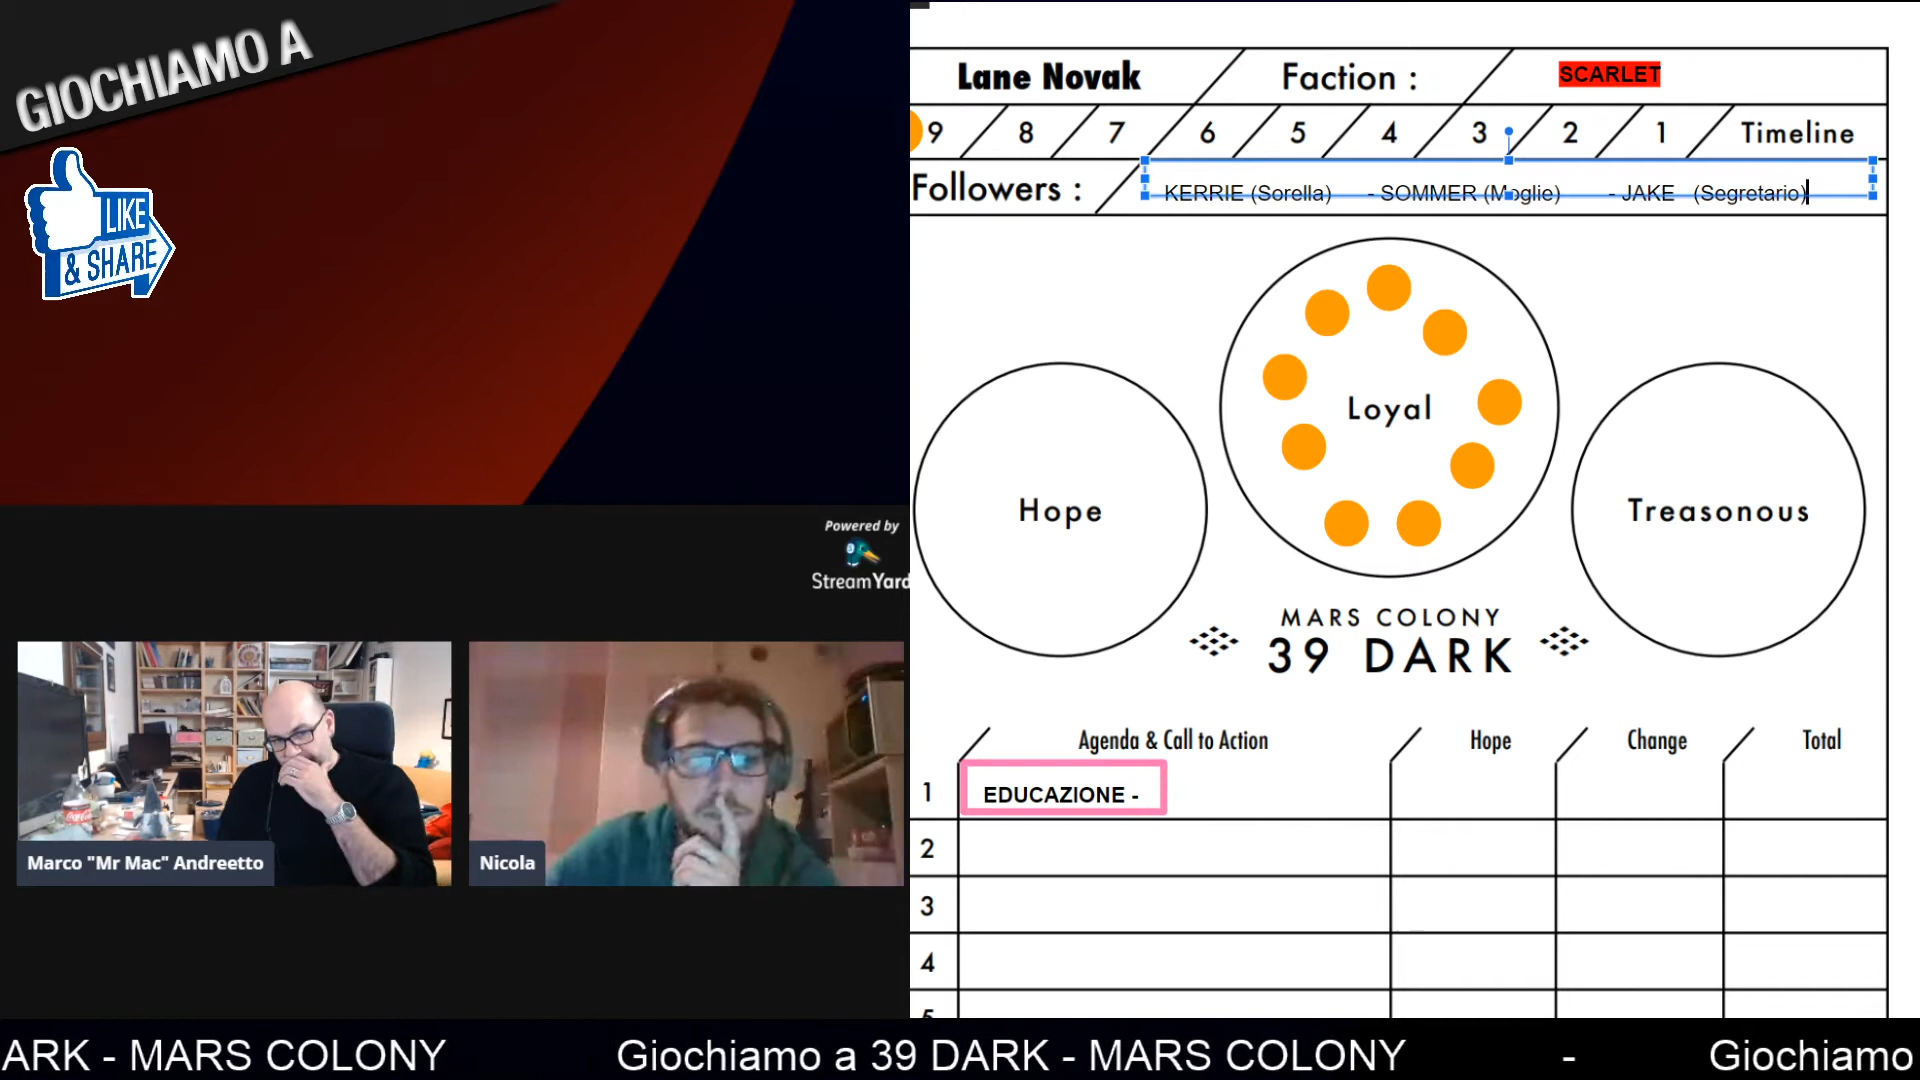 GIOCHIAMO A
LIKE
& SHARE
Powered by
StreamYard
Marco "Mr Mac" Andreetto
Nicola
Lane Novak
Faction :
SCARLET
9 8 7 6 5 4 3 2 1 Timeline
Followers :
KERRIE (Sorella) - SOMMER (Moglie) - JAKE (Segretario)
Loyal
Hope
Treasonous
MARS COLONY
39 DARK
Agenda & Call to Action Hope Change Total
1 EDUCAZIONE -
2
3
4
5
ARK - MARS COLONY Giochiamo a 39 DARK - MARS COLONY - Giochiamo